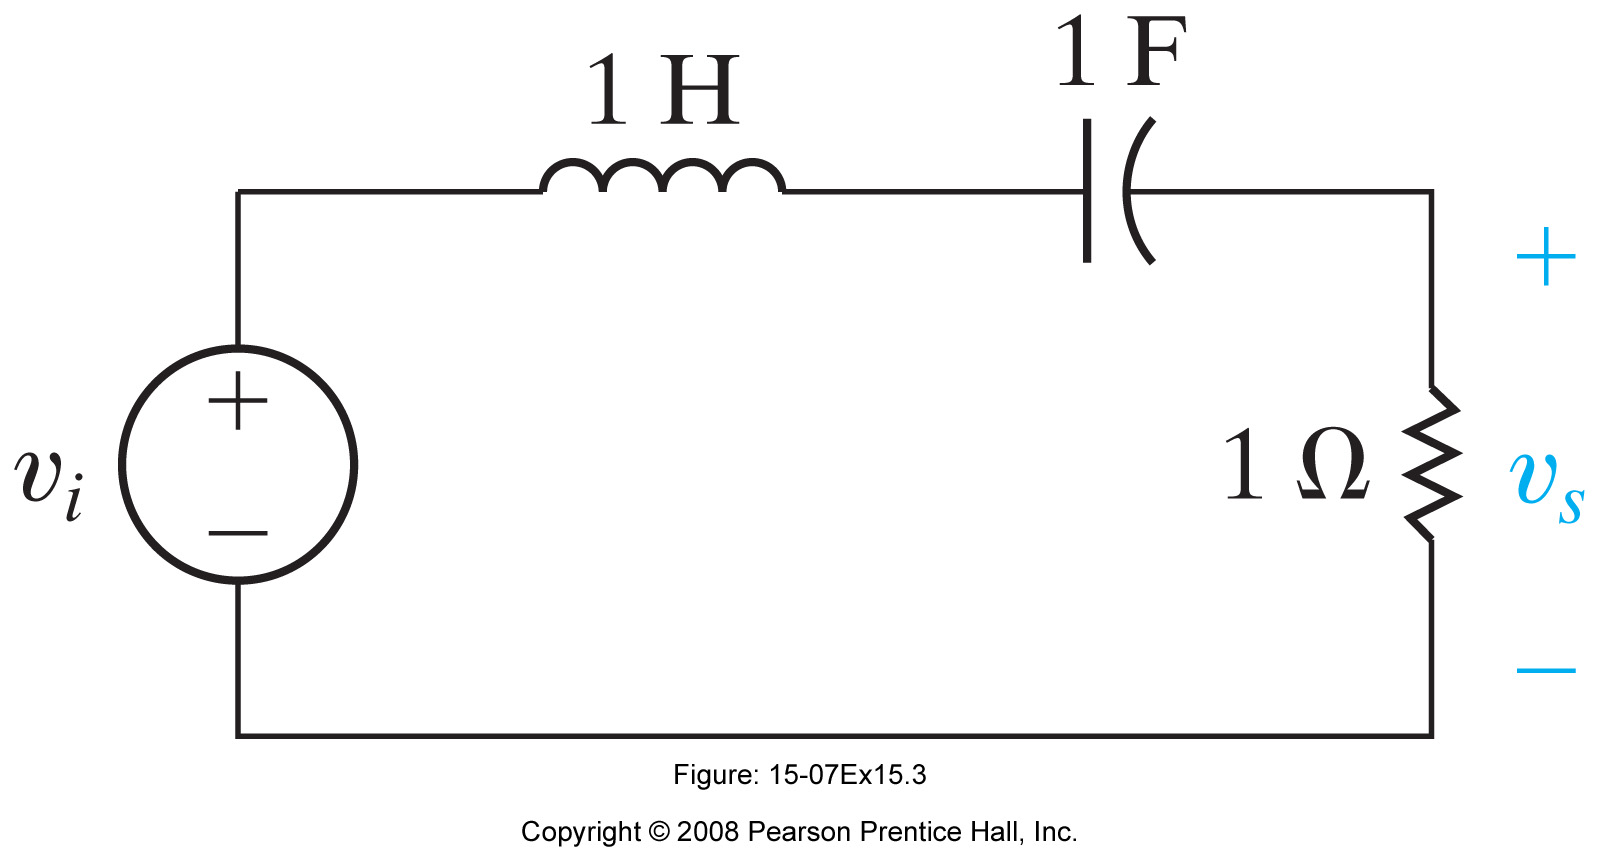 1 F
1 H
+
+
v_i
1 Ω
v_s
−
−
Figure: 15-07Ex15.3
Copyright © 2008 Pearson Prentice Hall, Inc.